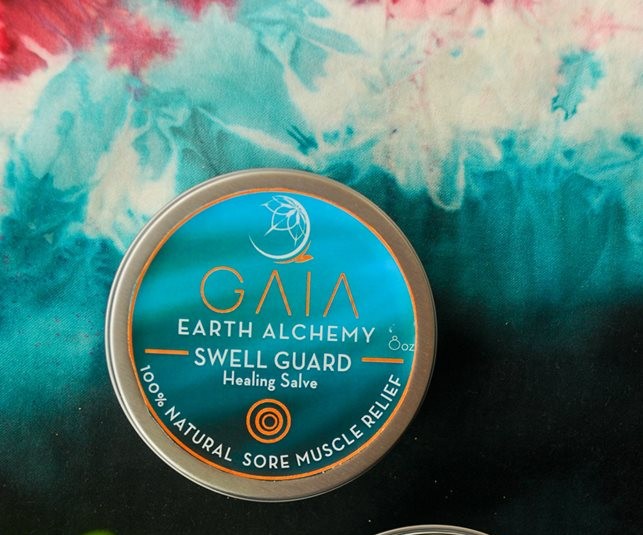 GAIA
EARTH ALCHEMY
8oz
SWELL GUARD
Healing Salve
100% NATURAL SORE MUSCLE RELIEF